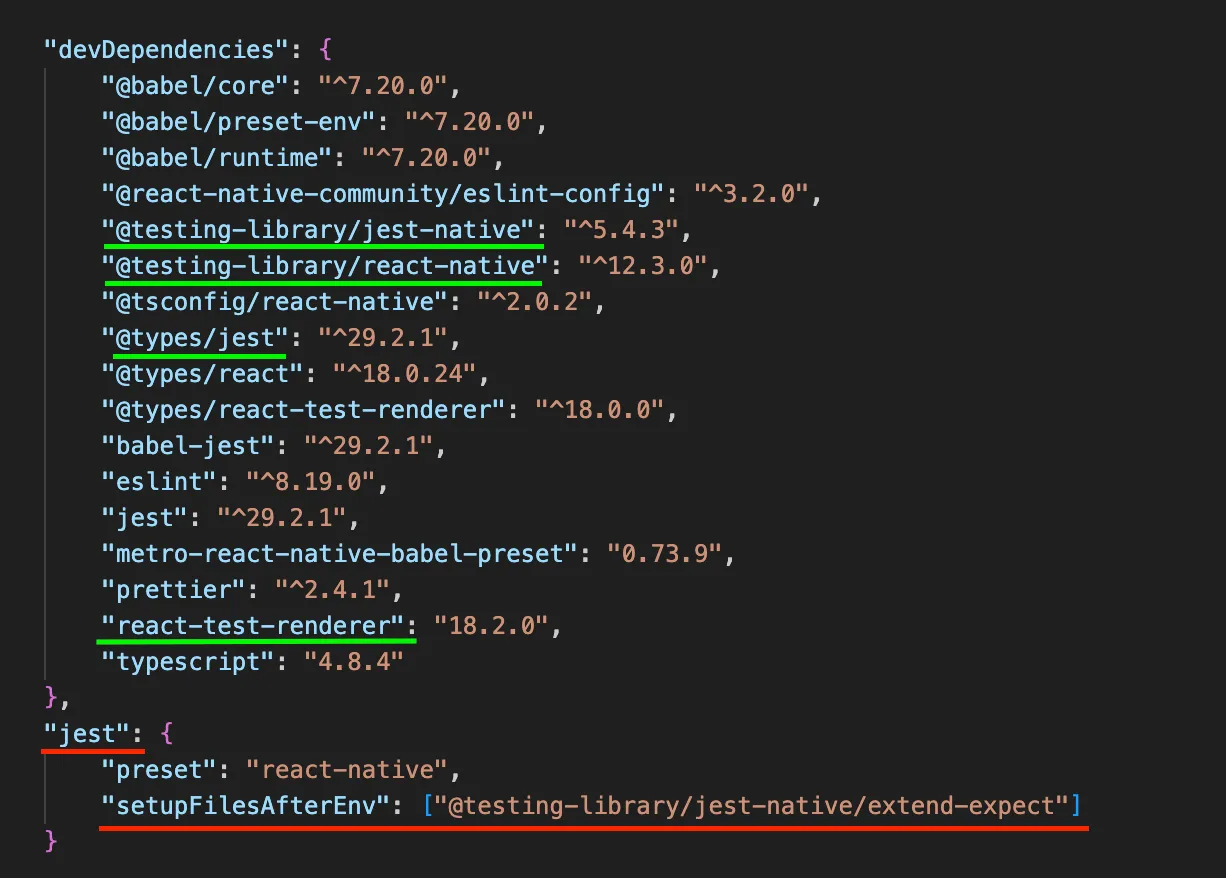 "devDependencies": {
"@babel/core": "^7.20.0",
"@babel/preset-env": "^7.20.0",
"@babel/runtime": "^7.20.0",
"@react-native-community/eslint-config": "^3.2.0",
"@testing-library/jest-native": "^5.4.3",
"@testing-library/react-native": "^12.3.0",
"@tsconfig/react-native": "^2.0.2",
"@types/jest": "^29.2.1",
"@types/react": "^18.0.24",
"@types/react-test-renderer": "^18.0.0",
"babel-jest": "^29.2.1",
"eslint": "^8.19.0",
"jest": "^29.2.1",
"metro-react-native-babel-preset": "0.73.9",
"prettier": "^2.4.1",
"react-test-renderer": "18.2.0",
"typescript": "4.8.4"
},
"jest": {
"preset": "react-native",
"setupFilesAfterEnv": ["@testing-library/jest-native/extend-expect"]
}